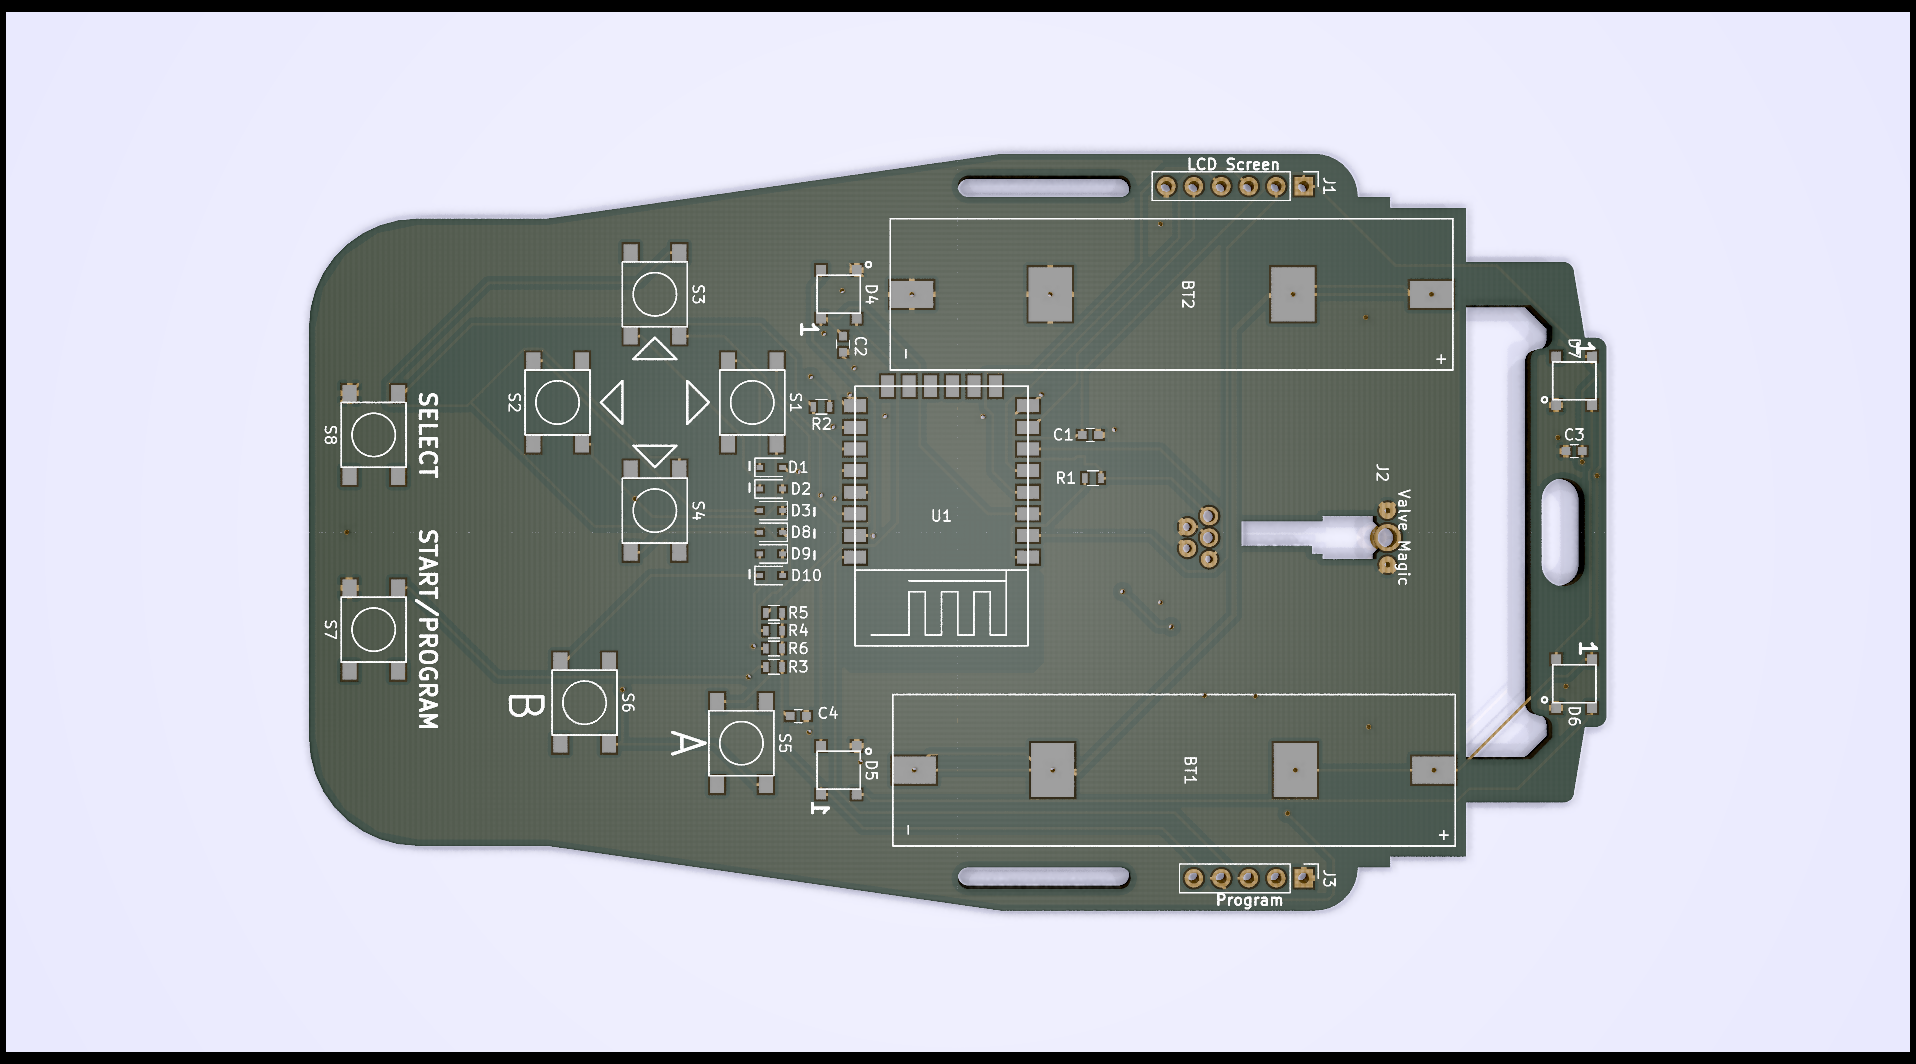 LCD Screen
J1
S3
D4
BT2
-
+
1
C2
D7
1
S2
S1
R2
SELECT
S8
C1
C3
D1
D2
D3
D8
D9
D10
R1
J2
S4
U1
Valve Magic
START/PROGRAM
S7
R5
R4
R6
R3
1
B
S6
A
S5
C4
D6
D5
BT1
1
-
+
J3
Program